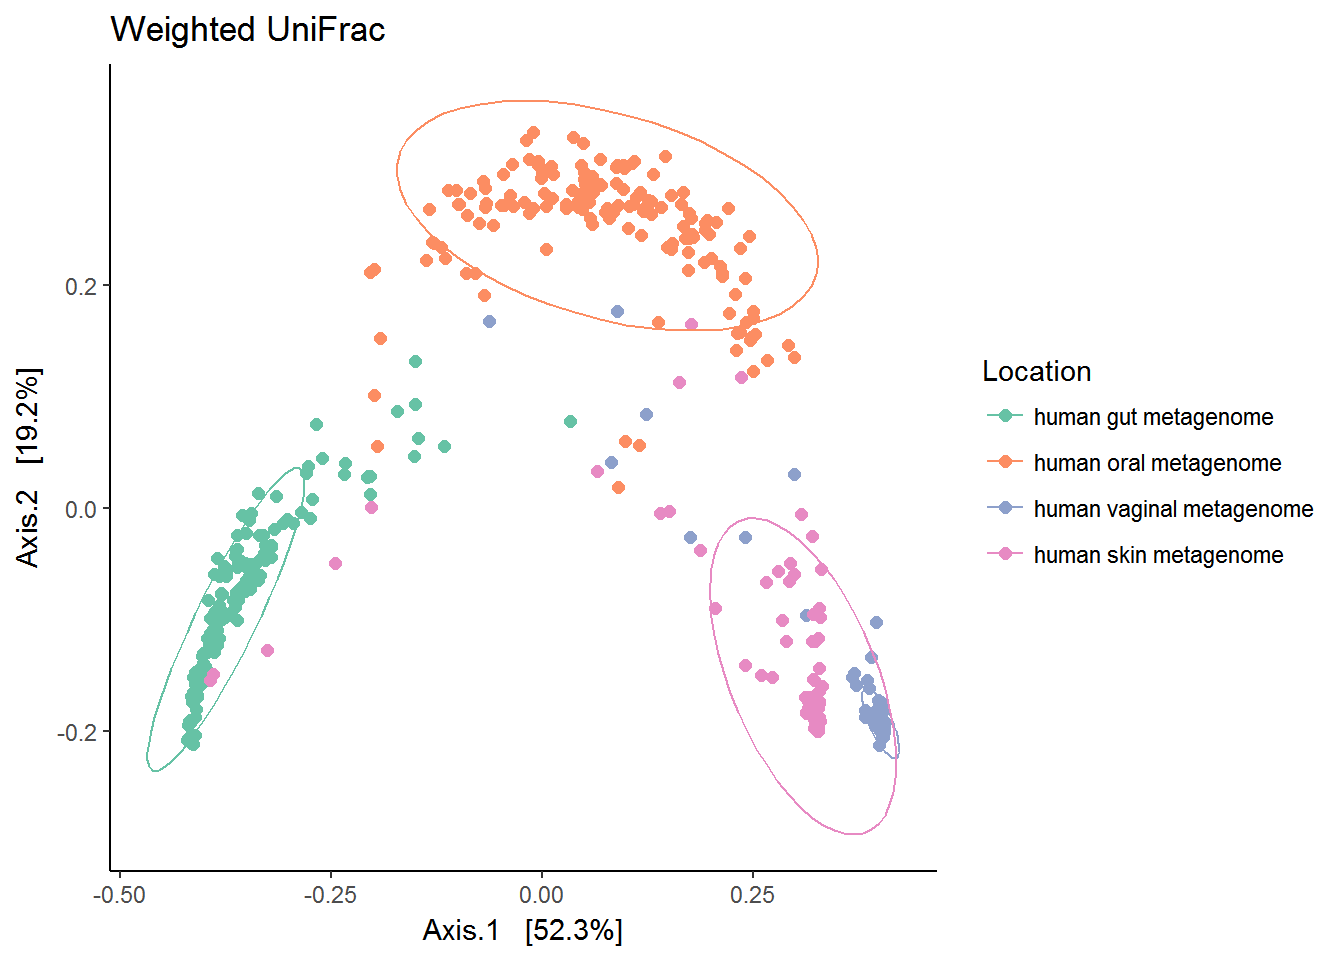 Weighted UniFrac
Axis.2 [19.2%]
0.2
0.0
-0.2
-0.50
-0.25
0.00
0.25
Axis.1 [52.3%]
Location
human gut metagenome
human oral metagenome
human vaginal metagenome
human skin metagenome